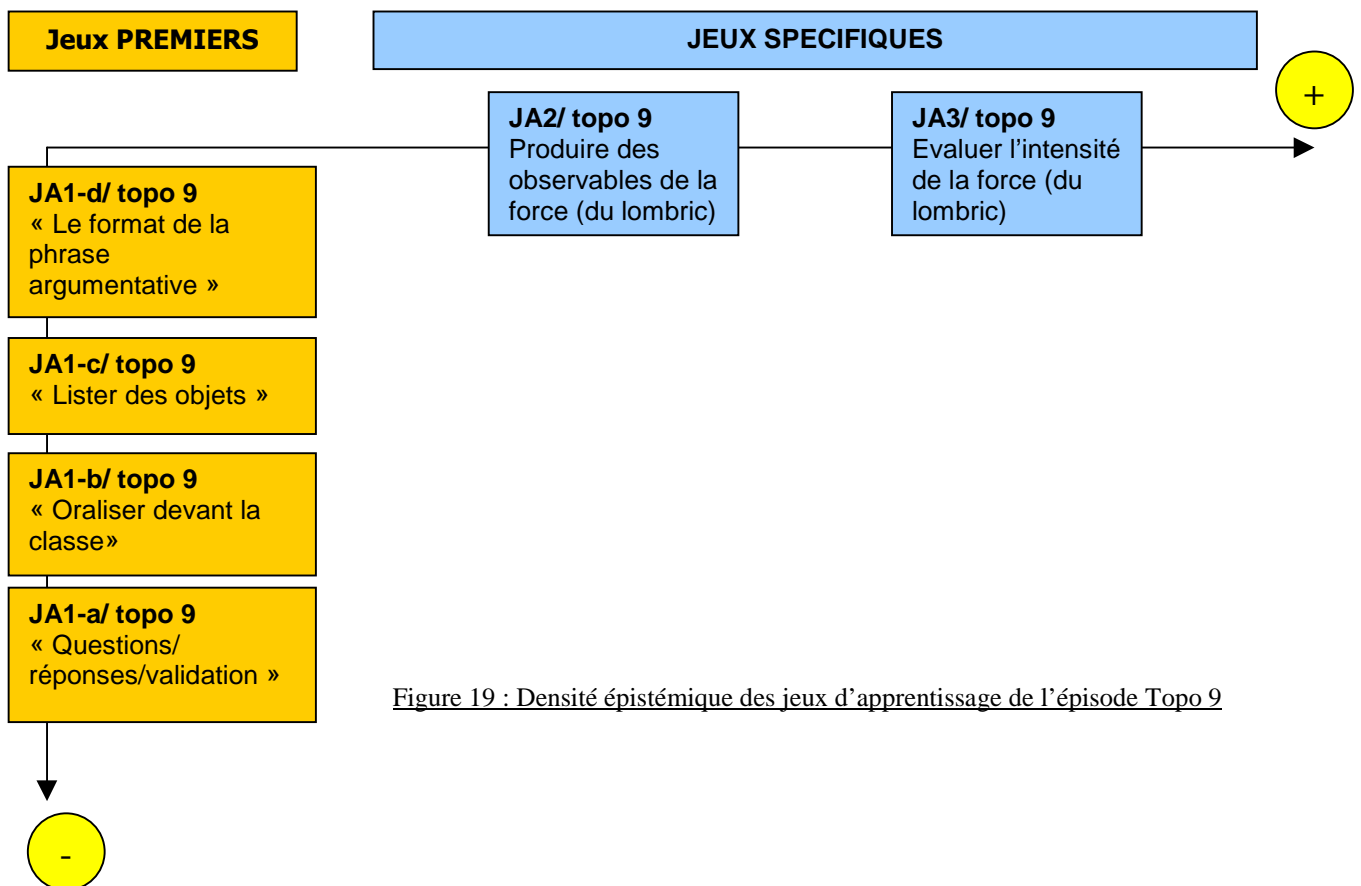 Jeux PREMIERS
JEUX SPECIFIQUES
+
JA2/ topo 9
Produire des
observables de la
force (du lombric)
JA3/ topo 9
Evaluer l’intensité
de la force (du
lombric)
JA1-d/ topo 9
« Le format de la
phrase
argumentative »
JA1-c/ topo 9
« Lister des objets »
JA1-b/ topo 9
« Oraliser devant la
classe»
JA1-a/ topo 9
« Questions/
réponses/validation »
Figure 19 : Densité épistémique des jeux d’apprentissage de l’épisode Topo 9
-